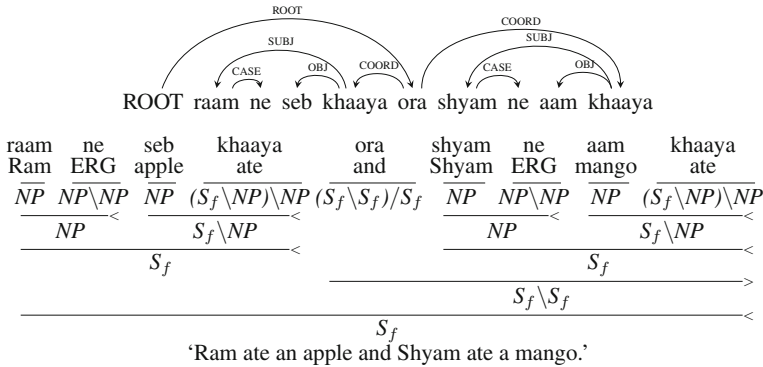 ROOT
COORD
SUBJ
SUBJ
CASE
OBJ
COORD
CASE
OBJ
ROOT raam ne seb khaaya ora shyam ne aam khaaya
raam ne seb khaaya ora shyam ne aam khaaya
Ram ERG apple ate and Shyam ERG mango ate
NP NP\NP NP (S_f\NP)\NP (S_f\S_f)/S_f NP NP\NP NP (S_f\NP)\NP
< < < <
NP S_f\NP NP S_f\NP
< <
S_f S_f
>
S_f\S_f
<
S_f
‘Ram ate an apple and Shyam ate a mango.’